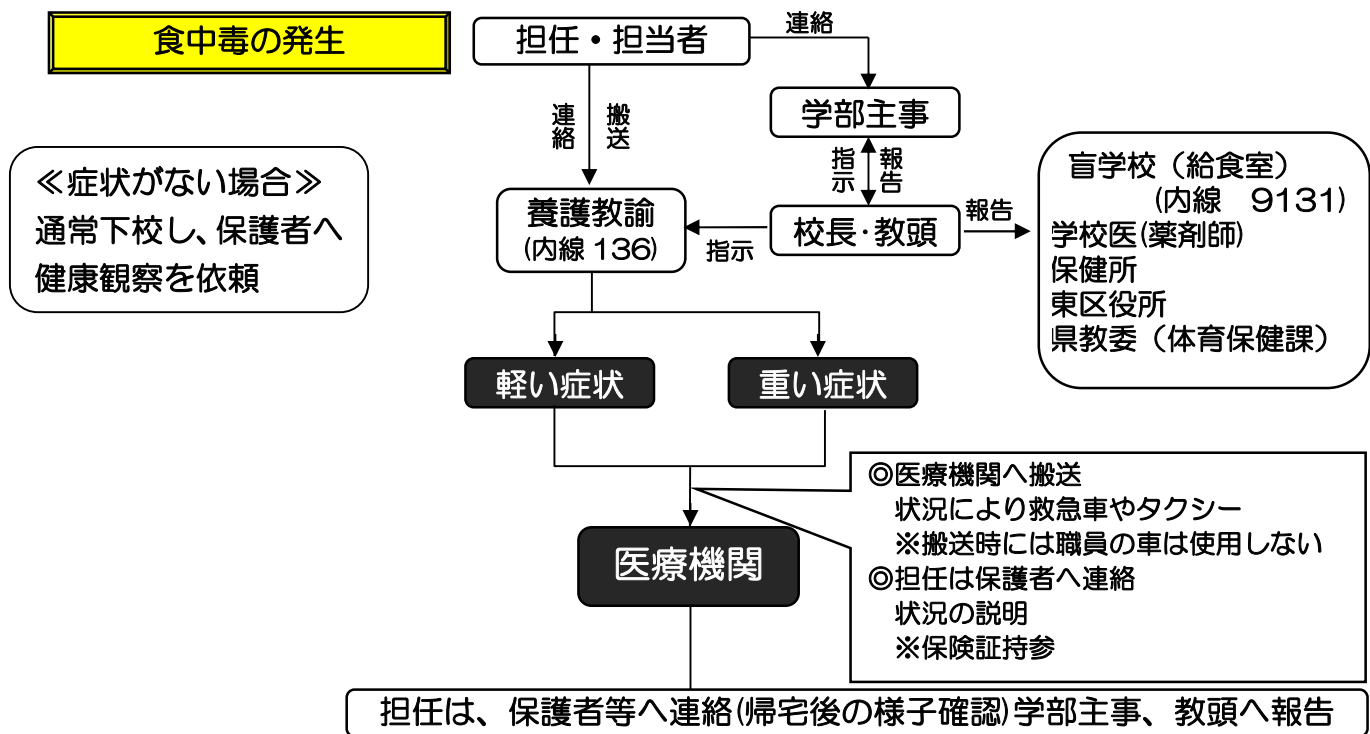 食中毒の発生
担任・担当者
連絡
学部主事
連絡
搬送
指示
報告
≪症状がない場合≫
通常下校し、保護者へ
健康観察を依頼
養護教諭
(内線136)
指示
校長・教頭
報告
盲学校（給食室）
(内線　9131)
学校医(薬剤師)
保健所
東区役所
県教委（体育保健課）
軽い症状
重い症状
◎医療機関へ搬送
状況により救急車やタクシー
※搬送時には職員の車は使用しない
◎担任は保護者へ連絡
状況の説明
※保険証持参
医療機関
担任は、保護者等へ連絡(帰宅後の様子確認)学部主事、教頭へ報告